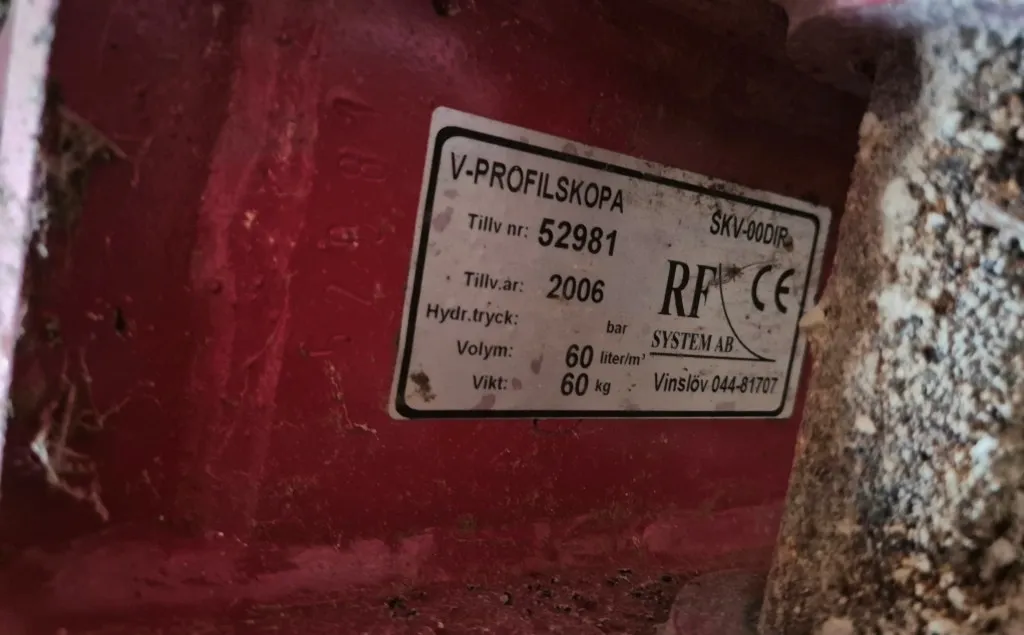 V-PROFILSKOPA
SKV-00DIR
Tillv nr: 52981
Tillv.år: 2006
RF CE
Hydr.tryck: bar
SYSTEM AB
Volym: 60 liter/m³
Vikt: 60 kg
Vinslöv 044-81707